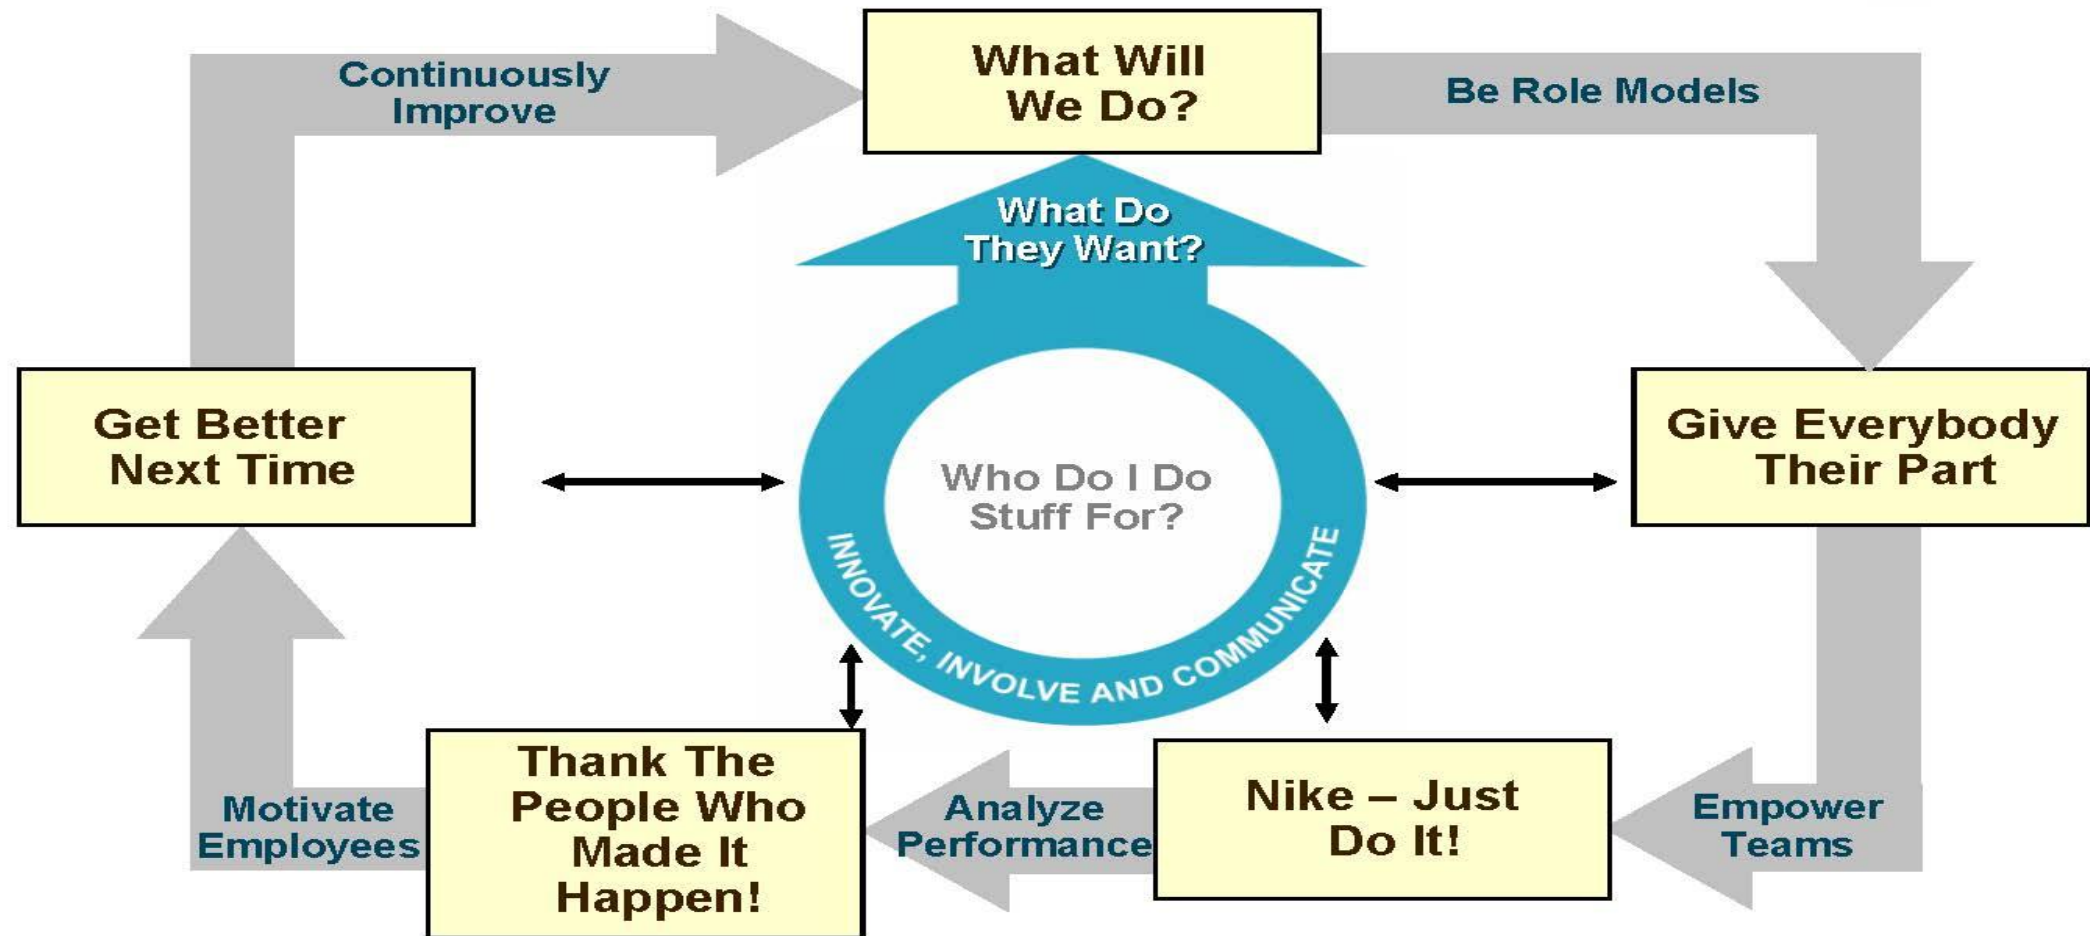 What Will
We Do?
Continuously
Improve
Be Role Models
What Do
They Want?
Get Better
Next Time
Give Everybody
Their Part
Who Do I Do
Stuff For?
INNOVATE, INVOLVE AND COMMUNICATE
Thank The
People Who
Made It
Happen!
Nike – Just
Do It!
Motivate
Employees
Analyze
Performance
Empower
Teams